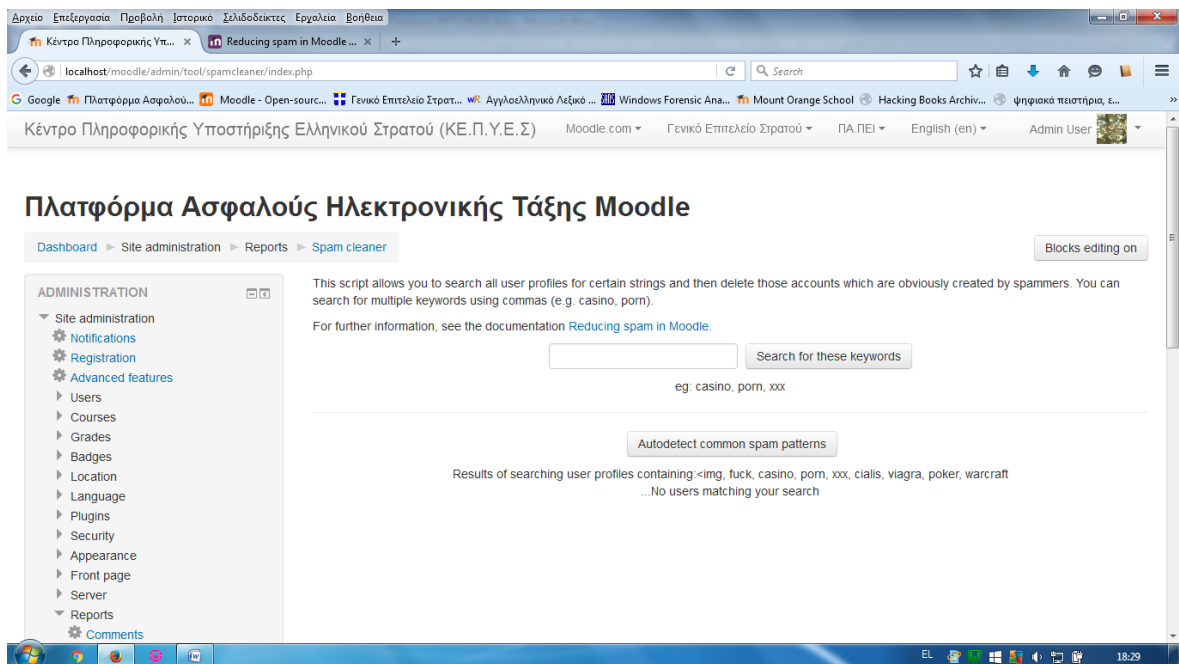 Αρχείο Επεξεργασία Προβολή Ιστορικό Σελιδοδείκτες Εργαλεία Βοήθεια
Κέντρο Πληροφορικής Υπ... × Reducing spam in Moodle ... × +
localhost/moodle/admin/tool/spamcleaner/index.php Search
Google Πλατφόρμα Ασφαλού... Moodle - Open-sourc... Γενικό Επιτελείο Στρατ... Αγγλοελληνικό Λεξικό ... Windows Forensic Ana... Mount Orange School Hacking Books Archiv... ψηφιακά πειστήρια, ε... »
Κέντρο Πληροφορικής Υποστήριξης Ελληνικού Στρατού (ΚΕ.Π.Υ.Ε.Σ) Moodle.com Γενικό Επιτελείο Στρατού ΠΑ.ΠΕΙ English (en) Admin User
Πλατφόρμα Ασφαλούς Ηλεκτρονικής Τάξης Moodle
Dashboard Site administration Reports Spam cleaner Blocks editing on
ADMINISTRATION
Site administration
Notifications
Registration
Advanced features
Users
Courses
Grades
Badges
Location
Language
Plugins
Security
Appearance
Front page
Server
Reports
Comments
This script allows you to search all user profiles for certain strings and then delete those accounts which are obviously created by spammers. You can
search for multiple keywords using commas (e.g. casino, porn).
For further information, see the documentation Reducing spam in Moodle.
Search for these keywords
eg: casino, porn, xxx
Autodetect common spam patterns
Results of searching user profiles containing:<img, fuck, casino, porn, xxx, cialis, viagra, poker, warcraft
...No users matching your search
EL 18:29